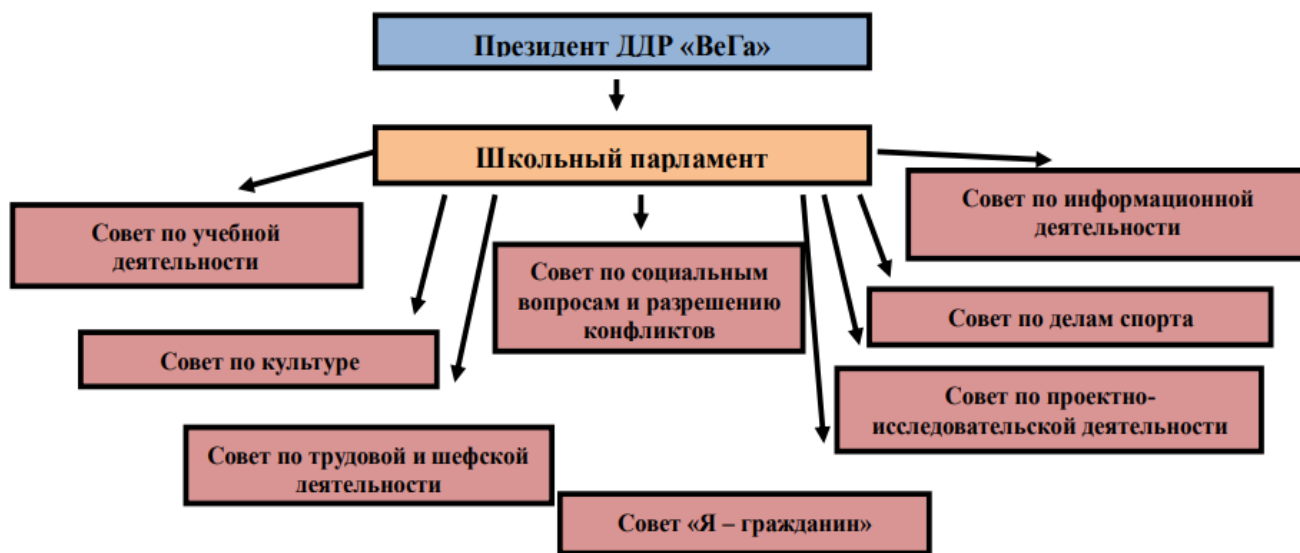 Президент ДДР «ВеГа»
Школьный парламент
Совет по информационной
деятельности
Совет по учебной
деятельности
Совет по социальным
вопросам и разрешению
конфликтов
Совет по делам спорта
Совет по культуре
Совет по проектно-
исследовательской деятельности
Совет по трудовой и шефской
деятельности
Совет «Я – гражданин»